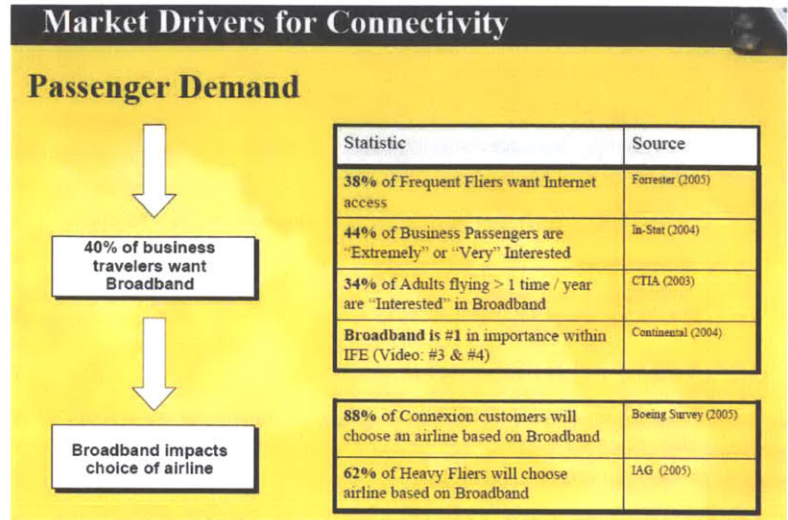 Market Drivers for Connectivity
Passenger Demand
40% of business
travelers want
Broadband
Broadband impacts
choice of airline
Statistic Source
38% of Frequent Fliers want Internet Forrester (2005)
access
44% of Business Passengers are In-Stat (2004)
“Extremely” or “Very” Interested
34% of Adults flying > 1 time / year CTIA (2003)
are “Interested” in Broadband
Broadband is #1 in importance within Continental (2004)
IFE (Video: #3 & #4)
88% of Connexion customers will Boeing Survey (2005)
choose an airline based on Broadband
62% of Heavy Fliers will choose IAG (2005)
airline based on Broadband